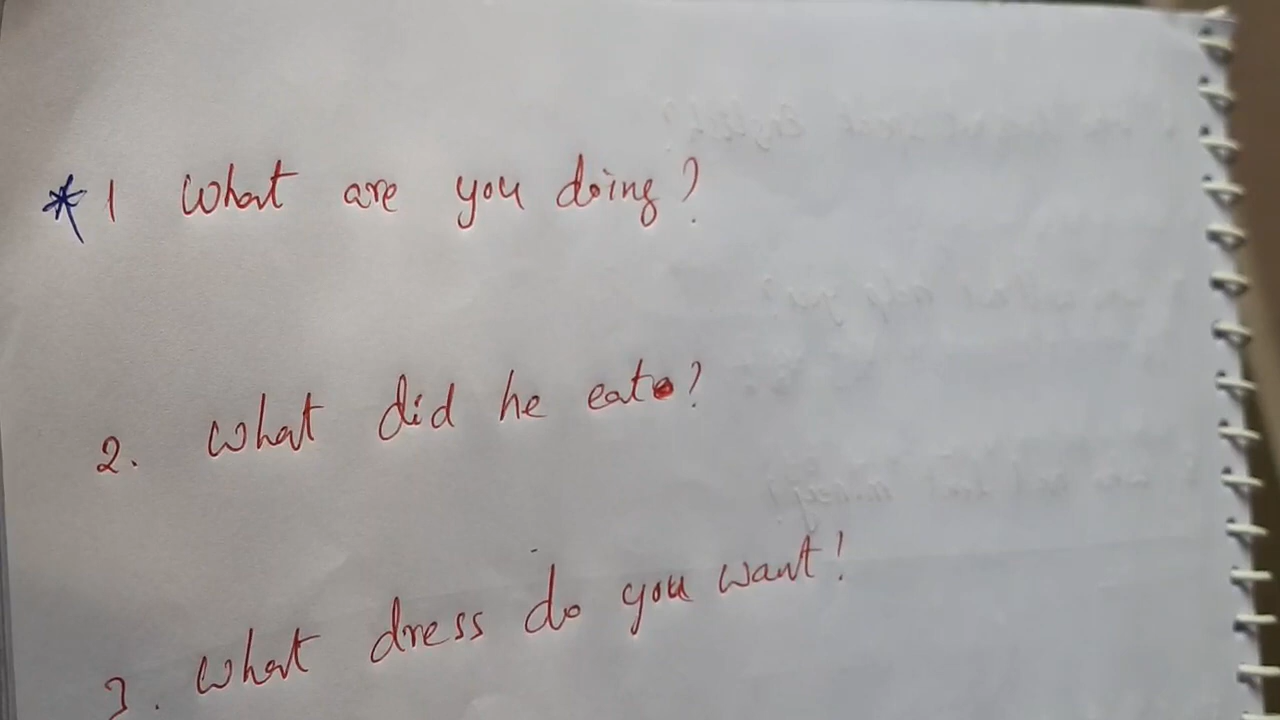 * 1 What are you doing?
2. What did he eat?
3. What dress do you want!